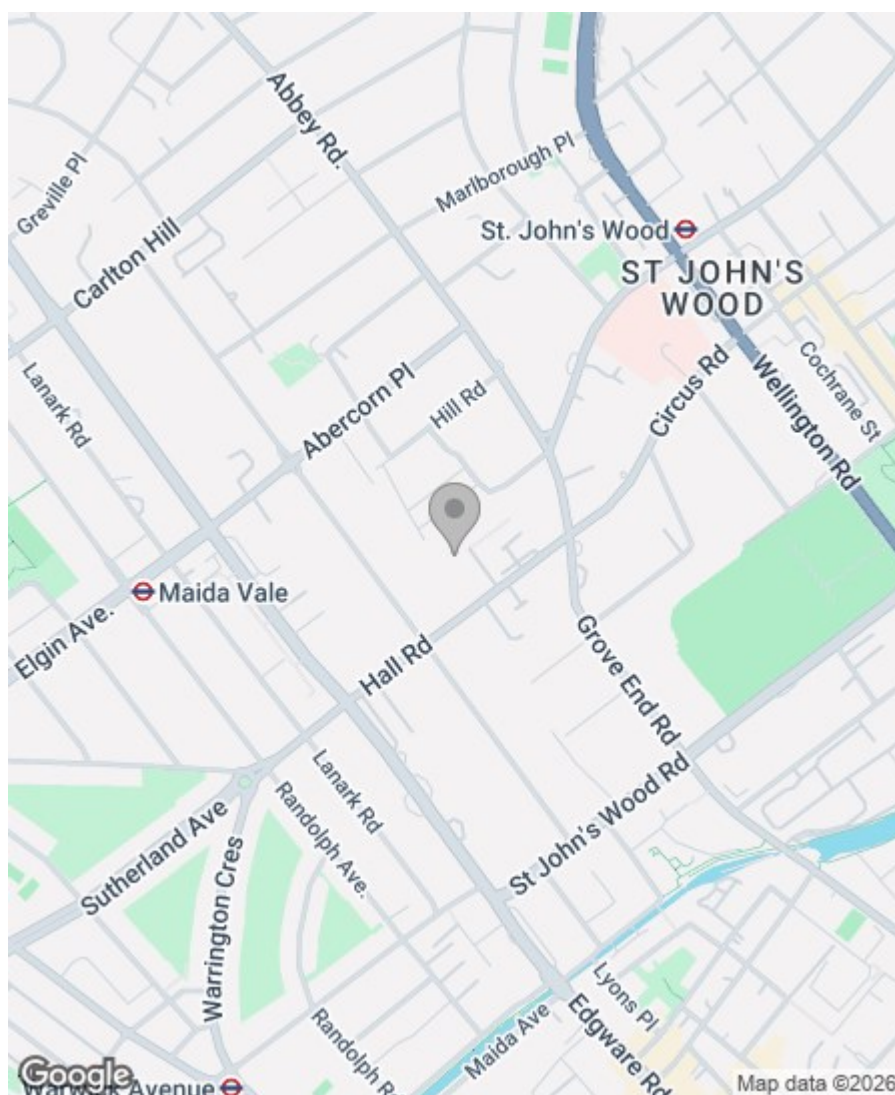 Abbey Rd.
Marlborough Pl
Greville Pl
St. John's Wood
Carlton Hill
ST JOHN'S
WOOD
Lanark Rd
Abercorn Pl
Hill Rd
Circus Rd
Cochrane St
Wellington Rd
Maida Vale
Elgin Ave.
Hall Rd
Grove End Rd
Lanark Rd
Randolph Ave.
St John's Wood Rd
Sutherland Ave
Warrington Cres
Lyons Pl
Maida Ave
Edgware Rd
Randolph Rd
Google
Warwick Avenue
Map data ©2026